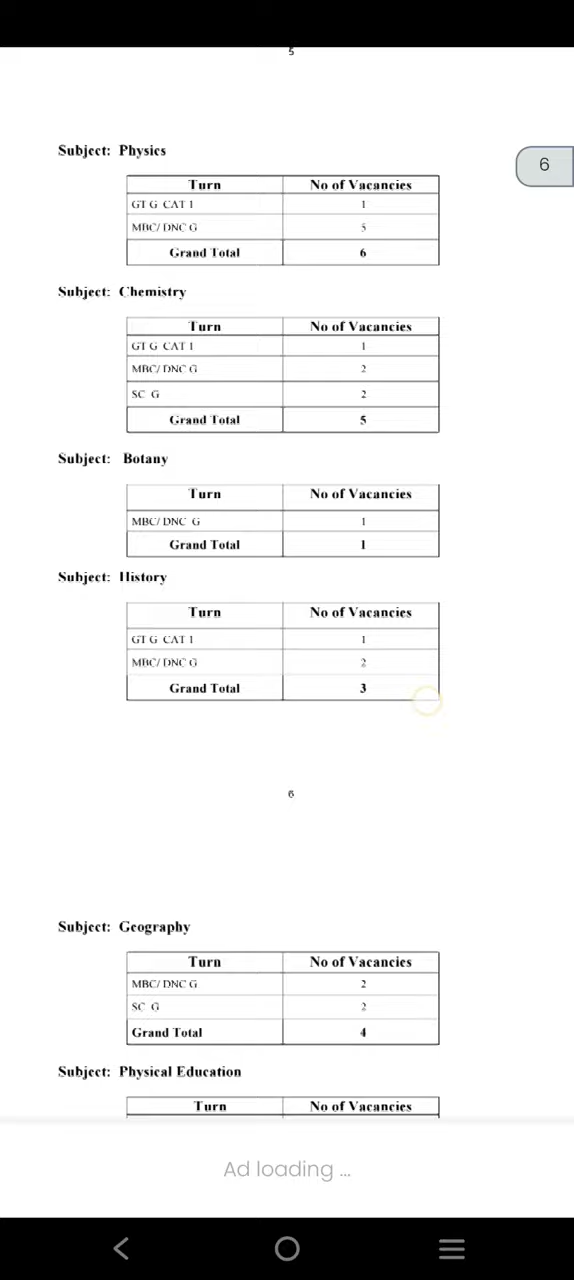 5
Subject: Physics
6
Turn No of Vacancies
GT G CAT 1 1
MBC/ DNC G 5
Grand Total 6
Subject: Chemistry
Turn No of Vacancies
GT G CAT 1 1
MBC/ DNC G 2
SC G 2
Grand Total 5
Subject: Botany
Turn No of Vacancies
MBC/ DNC G 1
Grand Total 1
Subject: History
Turn No of Vacancies
GT G CAT 1 1
MBC/ DNC G 2
Grand Total 3
6
Subject: Geography
Turn No of Vacancies
MBC/ DNC G 2
SC G 2
Grand Total 4
Subject: Physical Education
Turn No of Vacancies
Ad loading ...